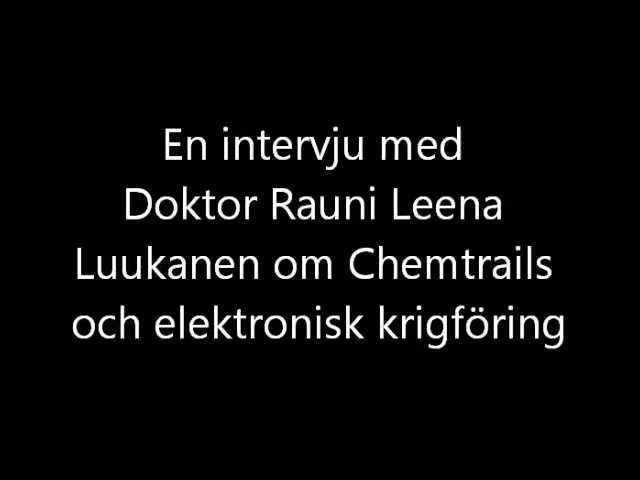 En intervju med
Doktor Rauni Leena
Luukanen om Chemtrails
och elektronisk krigföring